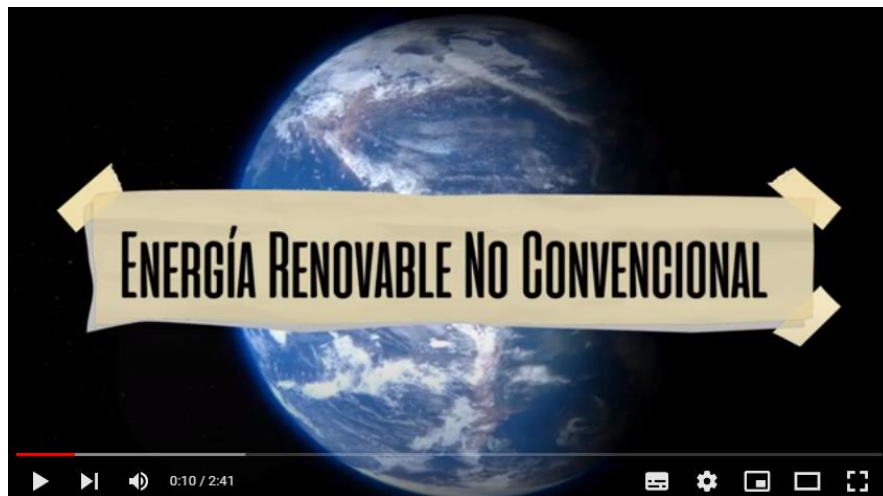 ENERGÍA RENOVABLE NO CONVENCIONAL
0:10 / 2:41